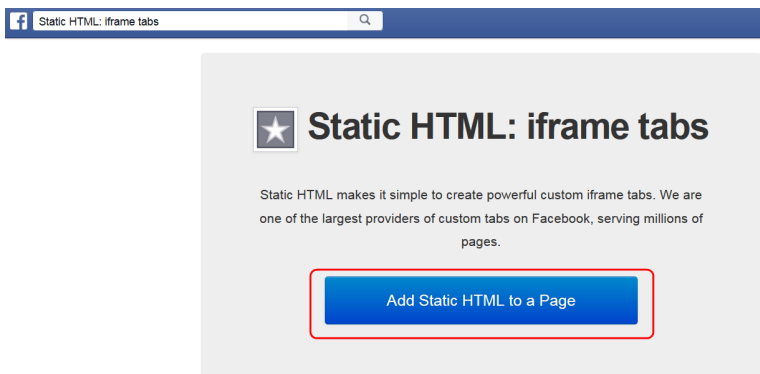 Static HTML: iframe tabs
Static HTML: iframe tabs
Static HTML makes it simple to create powerful custom iframe tabs. We are
one of the largest providers of custom tabs on Facebook, serving millions of
pages.
Add Static HTML to a Page